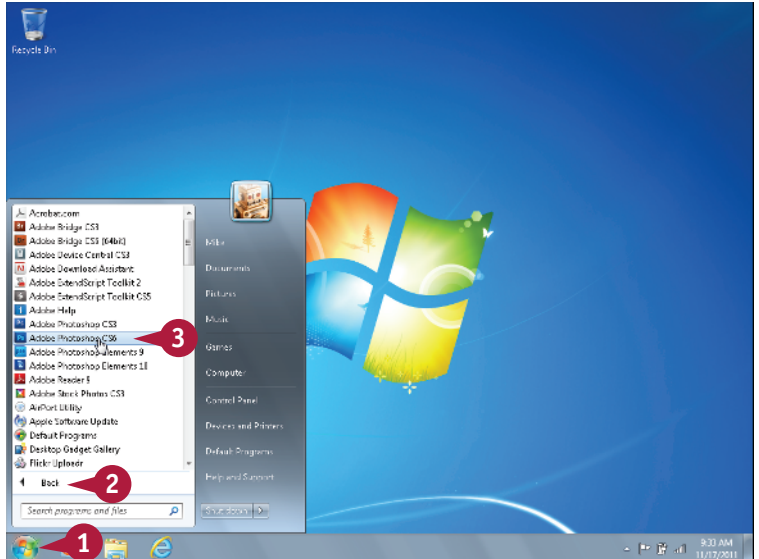 Recycle Bin
Acrobat.com
Adobe Bridge CS3
Adobe Bridge CS5 (64bit)
Adobe Device Central CS3
Adobe Download Assistant
Adobe ExtendScript Toolkit 2
Adobe ExtendScript Toolkit CS5
Adobe Help
Adobe Photoshop CS3
Adobe Photoshop CS6
Adobe Photoshop Elements 9
Adobe Photoshop Elements 10
Adobe Reader 9
Adobe Stock Photos CS3
AirPort Utility
Apple Software Update
Default Programs
Desktop Gadget Gallery
Flickr Uploadr
Back
Search programs and files
Mike
Documents
Pictures
Music
Games
Computer
Control Panel
Devices and Printers
Default Programs
Help and Support
Shut down
3
2
1
9:33 AM
11/17/2011